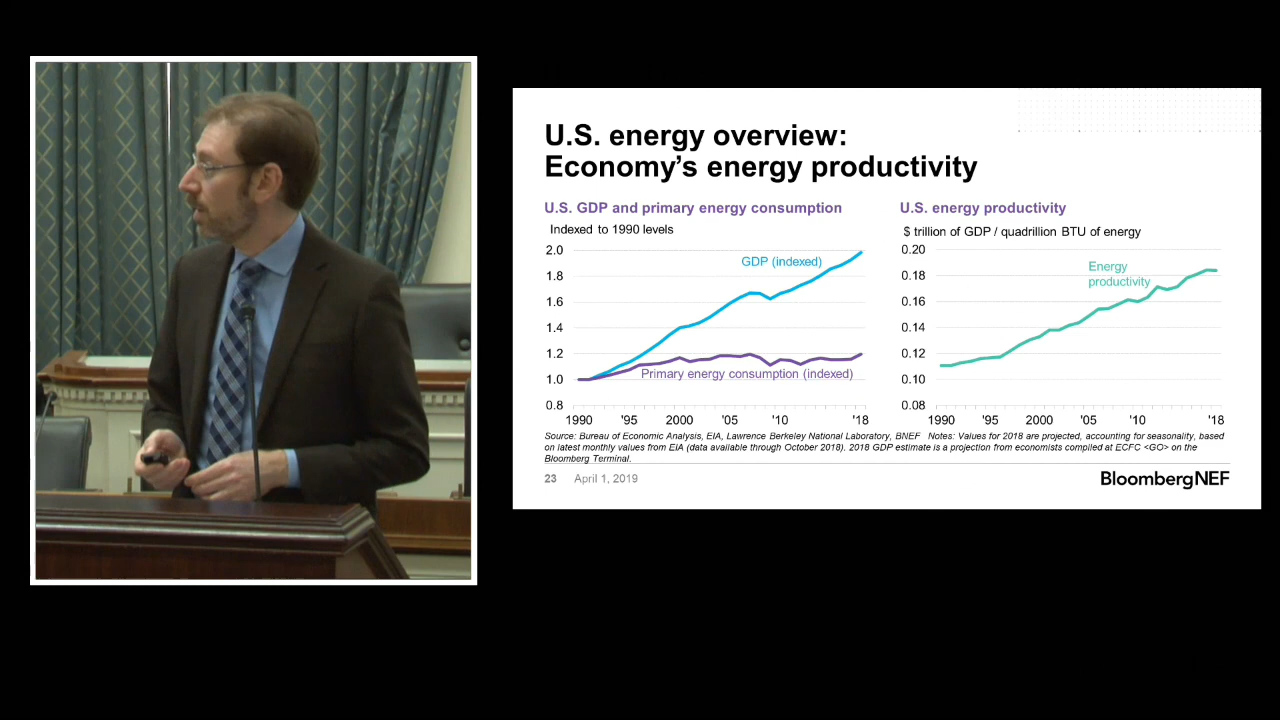 U.S. energy overview:
Economy's energy productivity
U.S. GDP and primary energy consumption
Indexed to 1990 levels
2.0
1.8
1.6
1.4
1.2
1.0
0.8
GDP (indexed)
Primary energy consumption (indexed)
1990 '95 2000 '05 '10 '18
U.S. energy productivity
$ trillion of GDP / quadrillion BTU of energy
0.20
0.18
0.16
0.14
0.12
0.10
0.08
Energy
productivity
1990 '95 2000 '05 '10 '18
Source: Bureau of Economic Analysis, EIA, Lawrence Berkeley National Laboratory, BNEF Notes: Values for 2018 are projected, accounting for seasonality, based
on latest monthly values from EIA (data available through October 2018). 2018 GDP estimate is a projection from economists compiled at ECFC <GO> on the
Bloomberg Terminal.
23 April 1, 2019
BloombergNEF